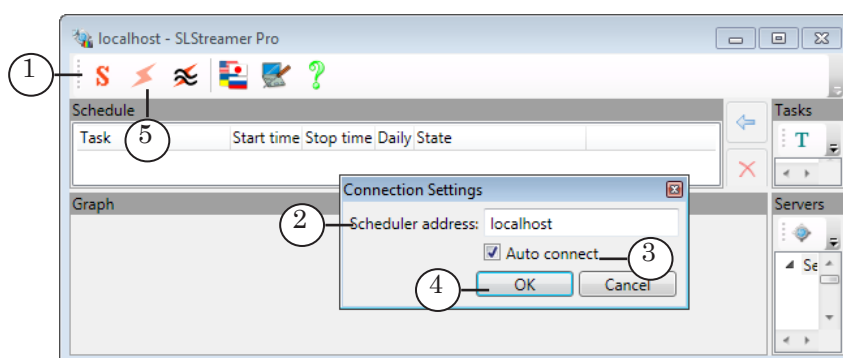 localhost - SLStreamer Pro
1
S
?
5
Schedule
Task Start time Stop time Daily State
Tasks
T
Graph
Servers
Se
Connection Settings
2
Scheduler address: localhost
Auto connect
3
4
OK Cancel